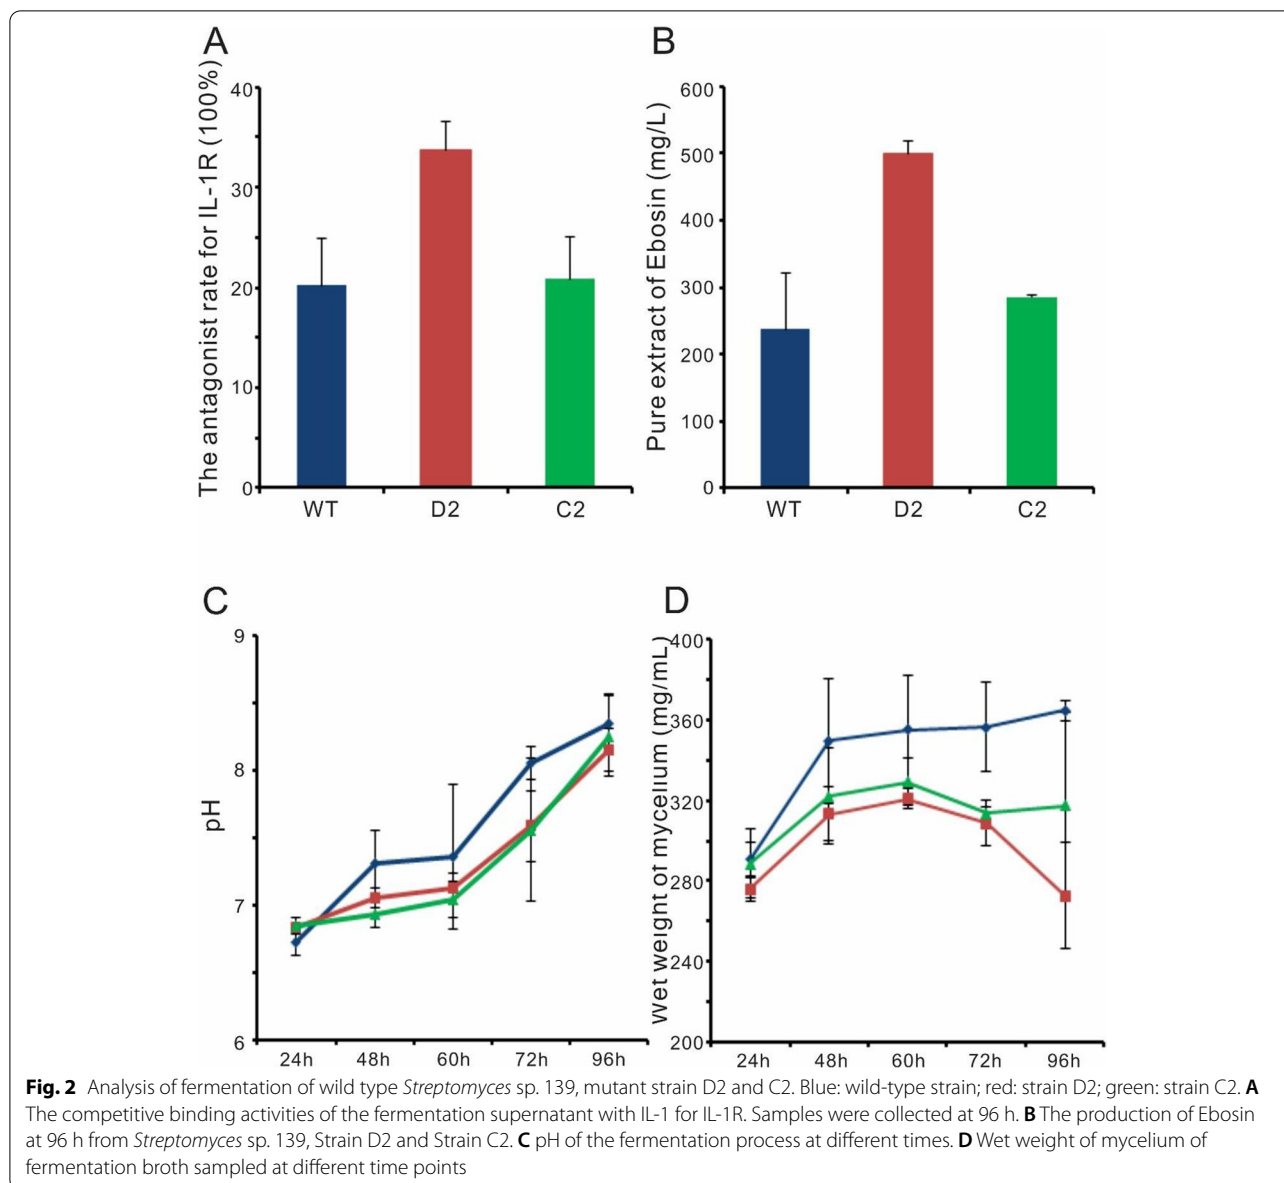 A
The antagonist rate for IL-1R (100%)
40
30
20
10
0
WT
D2
C2
B
Pure extract of Ebosin (mg/L)
600
500
400
300
200
100
0
WT
D2
C2
C
pH
9
8
7
6
24h
48h
60h
72h
96h
D
Wet weight of mycelium (mg/mL)
400
360
320
280
240
200
24h
48h
60h
72h
96h
Fig. 2 Analysis of fermentation of wild type Streptomyces sp. 139, mutant strain D2 and C2. Blue: wild-type strain; red: strain D2; green: strain C2. A
The competitive binding activities of the fermentation supernatant with IL-1 for IL-1R. Samples were collected at 96 h. B The production of Ebosin
at 96 h from Streptomyces sp. 139, Strain D2 and Strain C2. C pH of the fermentation process at different times. D Wet weight of mycelium of
fermentation broth sampled at different time points